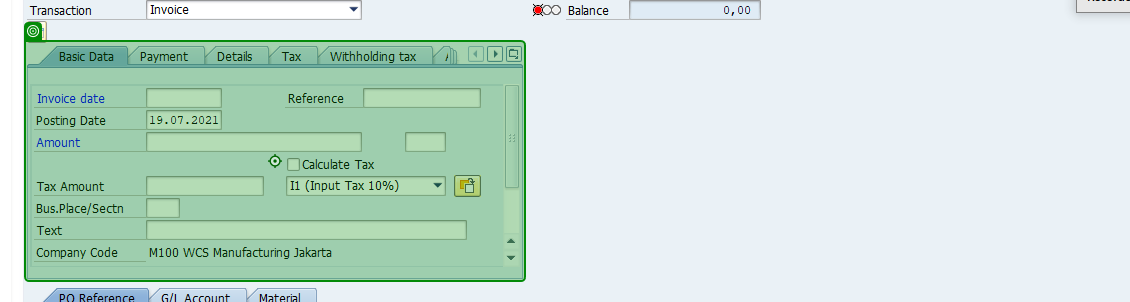 Transaction Invoice Balance 0,00
Basic Data Payment Details Tax Withholding tax
Invoice date Reference
Posting Date 19.07.2021
Amount
Calculate Tax
Tax Amount I1 (Input Tax 10%)
Bus.Place/Sectn
Text
Company Code M100 WCS Manufacturing Jakarta
PO Reference G/L Account Material